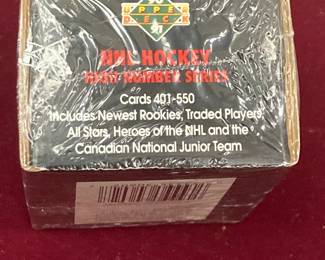 UPPER
DECK
NHL HOCKEY
HIGH NUMBER SERIES
Cards 401-550
Includes Newest Rookies, Traded Players,
All Stars, Heroes of the NHL and the
Canadian National Junior Team